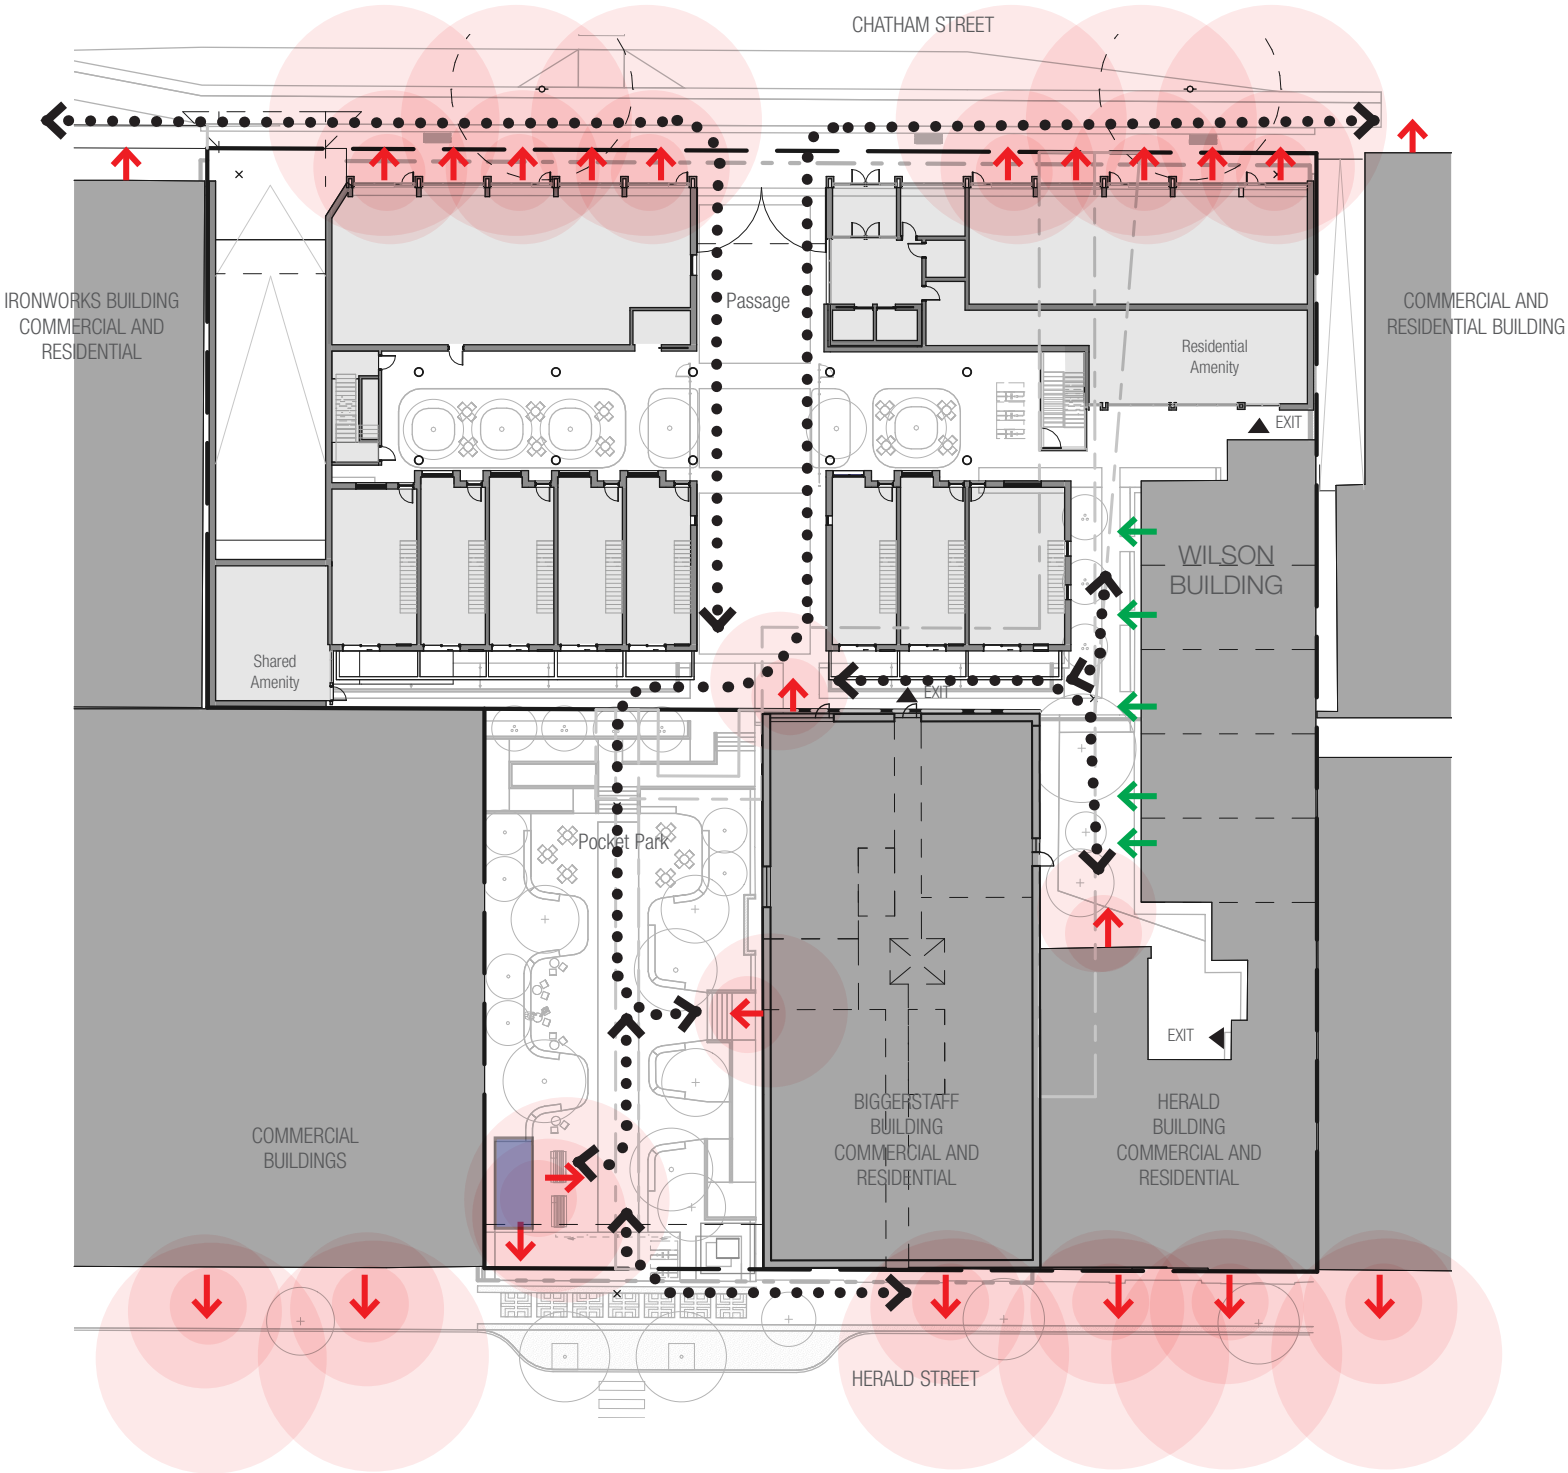 CHATHAM STREET
IRONWORKS BUILDING
COMMERCIAL AND
RESIDENTIAL
Passage
COMMERCIAL AND
RESIDENTIAL BUILDING
Residential
Amenity
EXIT
WILSON
BUILDING
Shared
Amenity
EXIT
Pocket Park
EXIT
COMMERCIAL
BUILDINGS
BIGGERSTAFF
BUILDING
COMMERCIAL AND
RESIDENTIAL
HERALD
BUILDING
COMMERCIAL AND
RESIDENTIAL
HERALD STREET